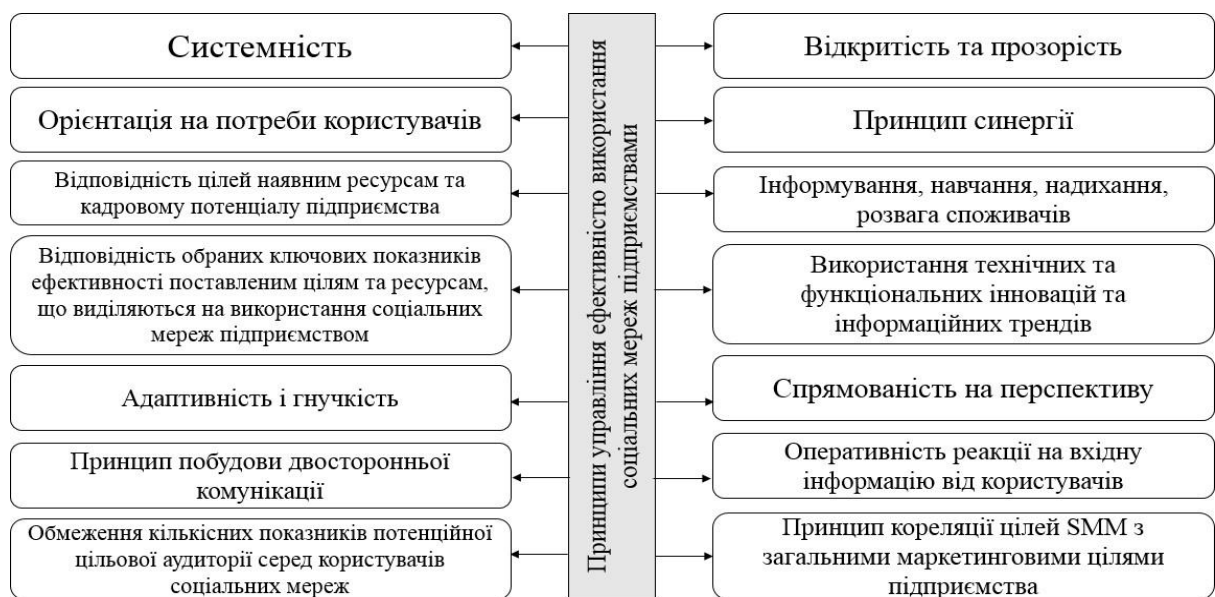 Системність
Орієнтація на потреби користувачів
Відповідність цілей наявним ресурсам та
кадровому потенціалу підприємства
Відповідність обраних ключових показників
ефективності поставленим цілям та ресурсам,
що виділяються на використання соціальних
мереж підприємством
Адаптивність і гнучкість
Принцип побудови двосторонньої
комунікації
Обмеження кількісних показників потенційної
цільової аудиторії серед користувачів
соціальних мереж
Принципи управління ефективністю використання
соціальних мереж підприємствами
Відкритість та прозорість
Принцип синергії
Інформування, навчання, надихання,
розвага споживачів
Використання технічних та
функціональних інновацій та
інформаційних трендів
Спрямованість на перспективу
Оперативність реакції на вхідну
інформацію від користувачів
Принцип кореляції цілей SMM з
загальними маркетинговими цілями
підприємства